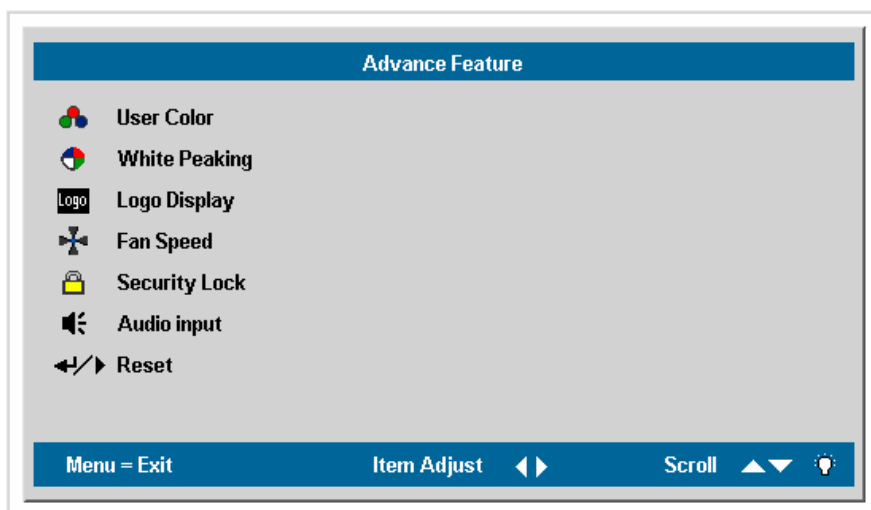 Advance Feature
User Color
White Peaking
Logo Logo Display
Fan Speed
Security Lock
Audio input
Reset
Menu = Exit Item Adjust Scroll